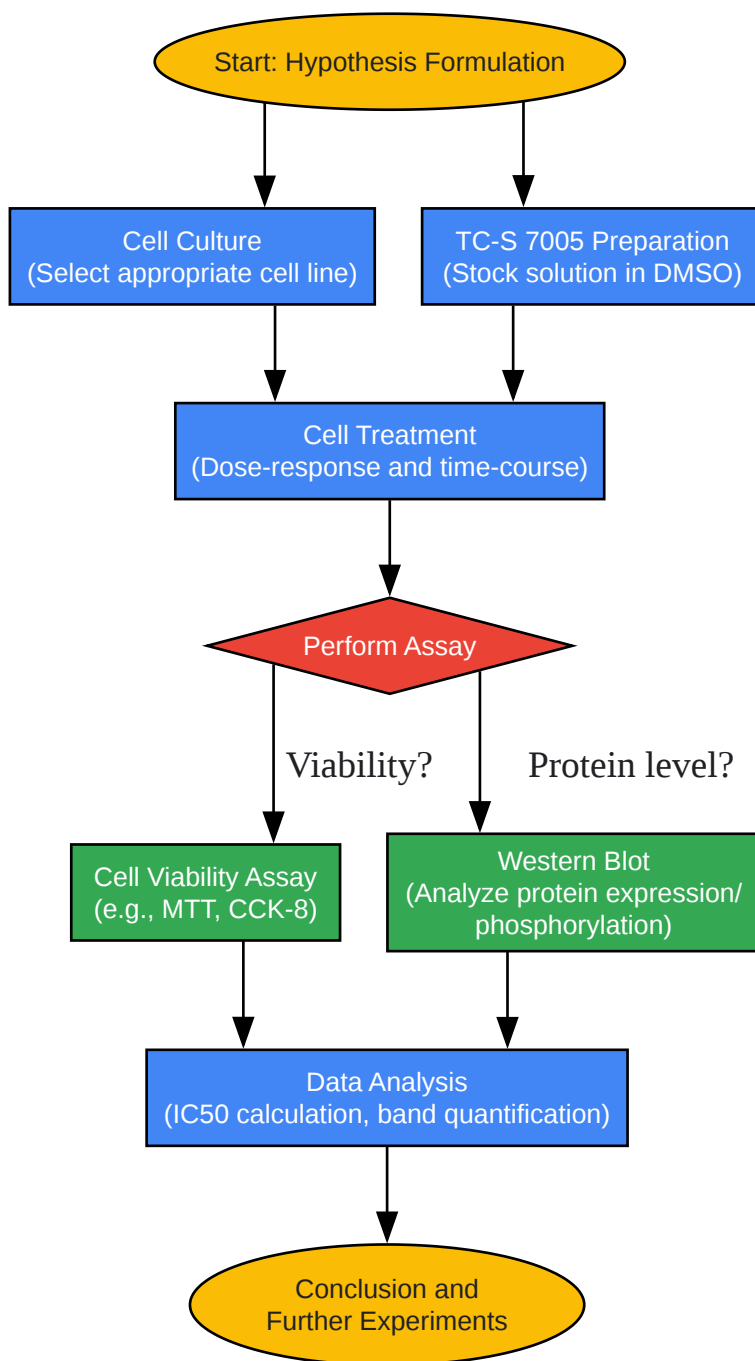 Start: Hypothesis Formulation
Cell Culture
(Select appropriate cell line)
TC-S 7005 Preparation
(Stock solution in DMSO)
Cell Treatment
(Dose-response and time-course)
Perform Assay
Viability?
Protein level?
Cell Viability Assay
(e.g., MTT, CCK-8)
Western Blot
(Analyze protein expression/
phosphorylation)
Data Analysis
(IC50 calculation, band quantification)
Conclusion and
Further Experiments